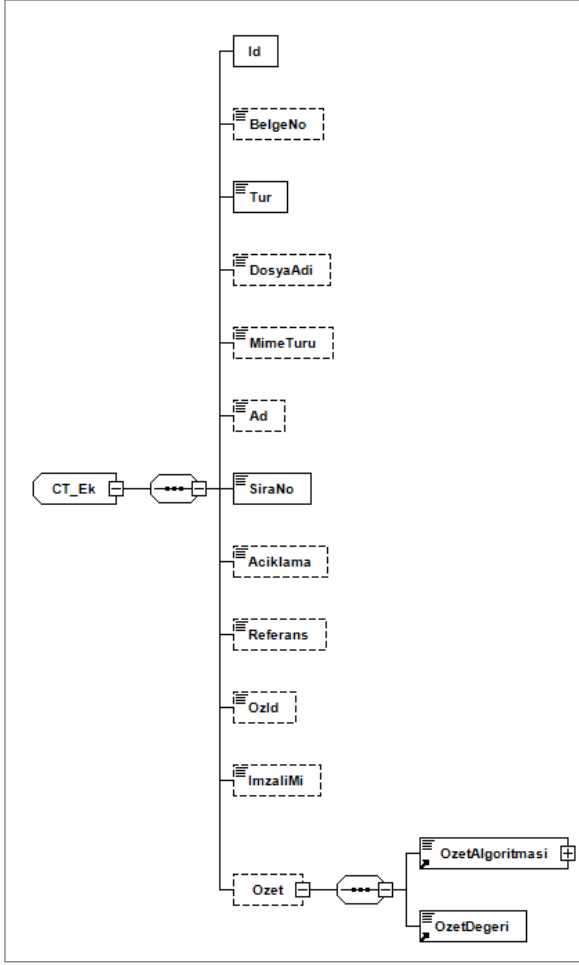 Id
BelgeNo
Tur
DosyaAdi
MimeTuru
Ad
CT_Ek
SiraNo
Aciklama
Referans
OzId
ImzaliMi
Ozet
OzetAlgoritmasi
OzetDegeri